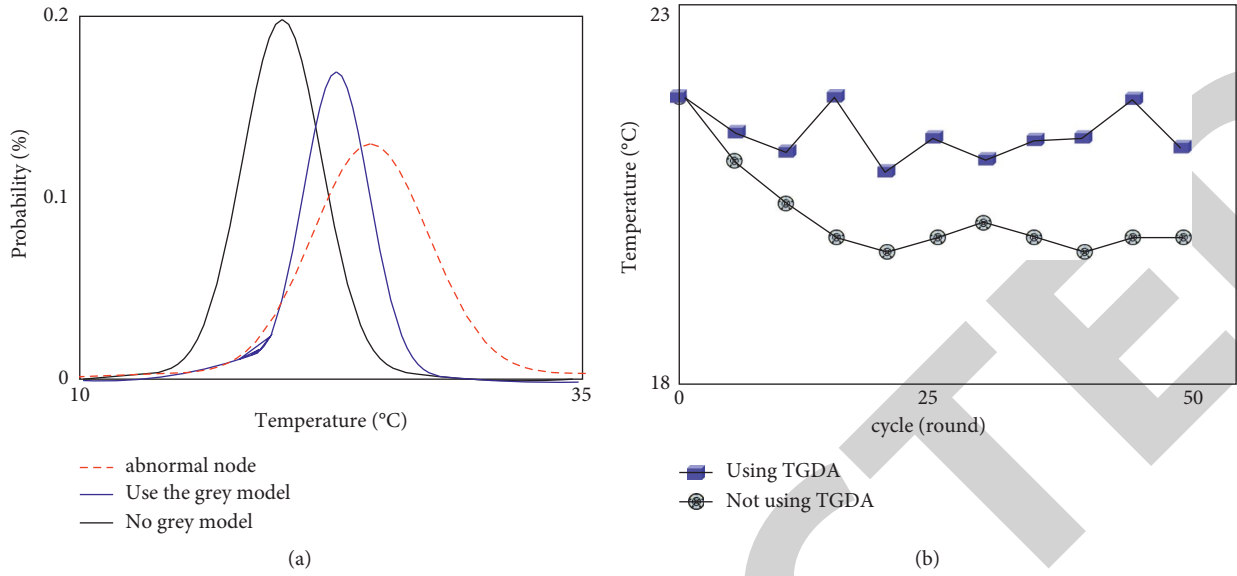 0.2
0.1
0
Probability (%)
10
35
Temperature (°C)
abnormal node
Use the grey model
No grey model
(a)
23
18
Temperature (°C)
0
25
50
cycle (round)
Using TGDA
Not using TGDA
(b)